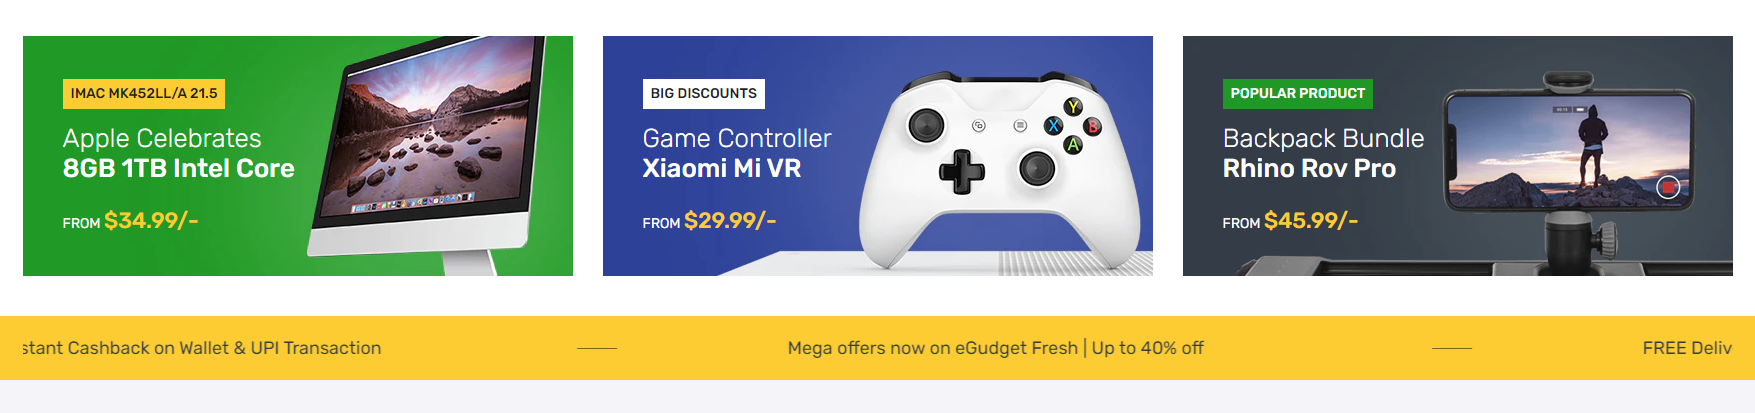 IMAC MK452LL/A 21.5
Apple Celebrates
8GB 1TB Intel Core
FROM $34.99/-
BIG DISCOUNTS
Game Controller
Xiaomi Mi VR
FROM $29.99/-
Y
X B
A
POPULAR PRODUCT
Backpack Bundle
Rhino Rov Pro
FROM $45.99/-
stant Cashback on Wallet & UPI Transaction
Mega offers now on eGudget Fresh | Up to 40% off
FREE Deliv